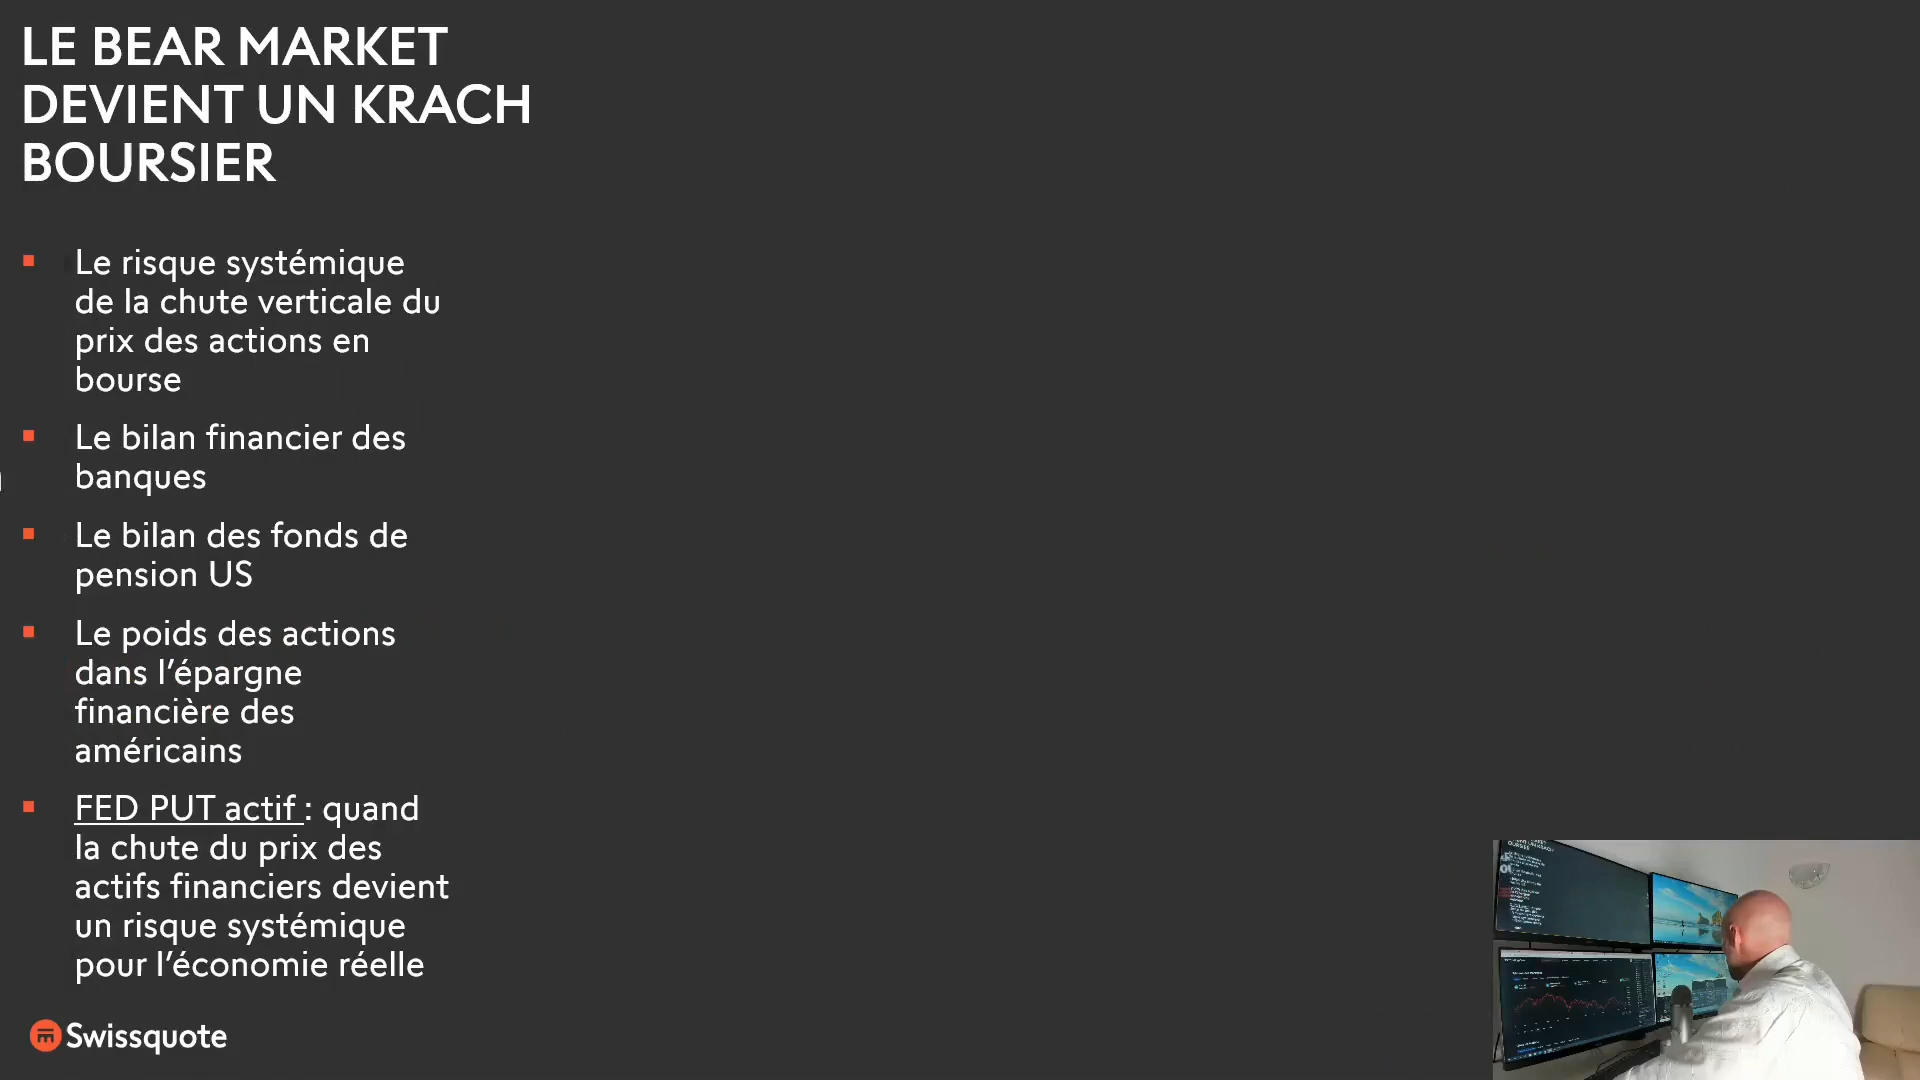 LE BEAR MARKET
DEVIENT UN KRACH
BOURSIER
Le risque systémique
de la chute verticale du
prix des actions en
bourse
Le bilan financier des
banques
Le bilan des fonds de
pension US
Le poids des actions
dans l’épargne
financière des
américains
FED PUT actif : quand
la chute du prix des
actifs financiers devient
un risque systémique
pour l’économie réelle
Swissquote